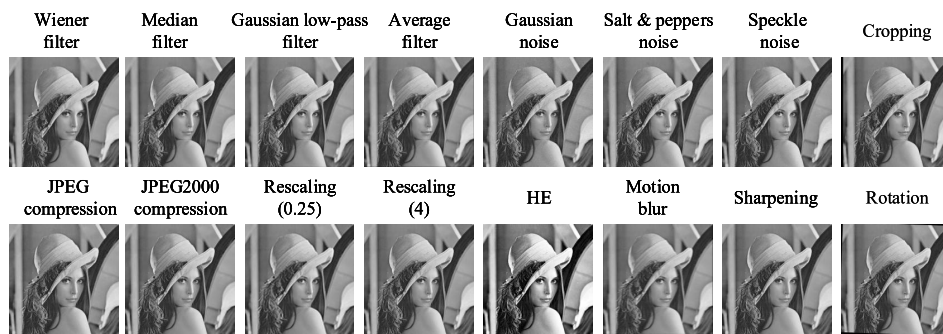 Wiener
filter
Median
filter
Gaussian low-pass
filter
Average
filter
Gaussian
noise
Salt & peppers
noise
Speckle
noise
Cropping
JPEG
compression
JPEG2000
compression
Rescaling
(0.25)
Rescaling
(4)
HE
Motion
blur
Sharpening
Rotation